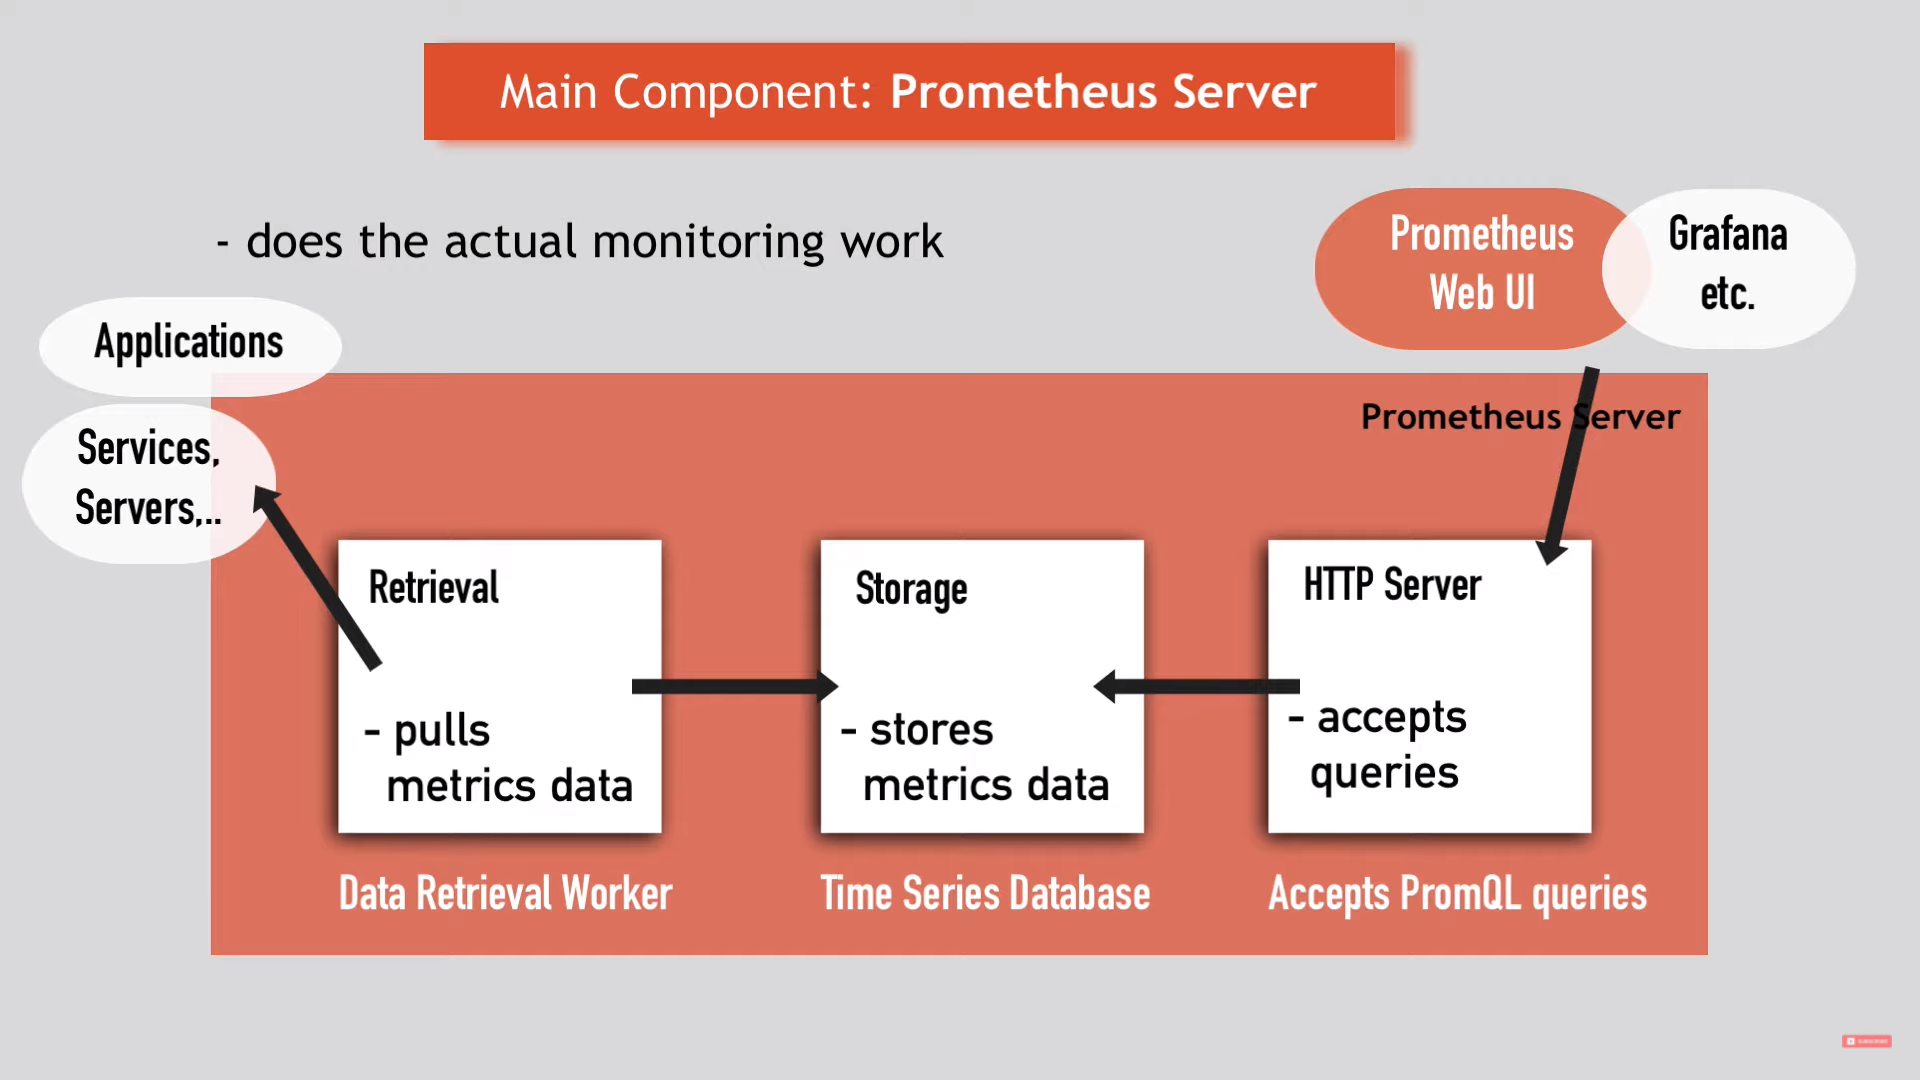 Main Component: Prometheus Server
- does the actual monitoring work
Prometheus
Web UI
Grafana
etc.
Applications
Services,
Servers,..
Prometheus Server
Retrieval
- pulls
metrics data
Storage
- stores
metrics data
HTTP Server
- accepts
queries
Data Retrieval Worker
Time Series Database
Accepts PromQL queries
SUBSCRIBE